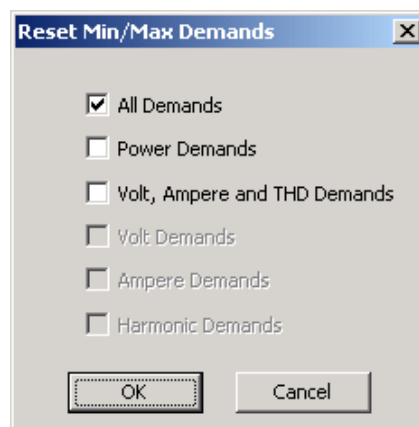 Reset Min/Max Demands
All Demands
Power Demands
Volt, Ampere and THD Demands
Volt Demands
Ampere Demands
Harmonic Demands
OK Cancel